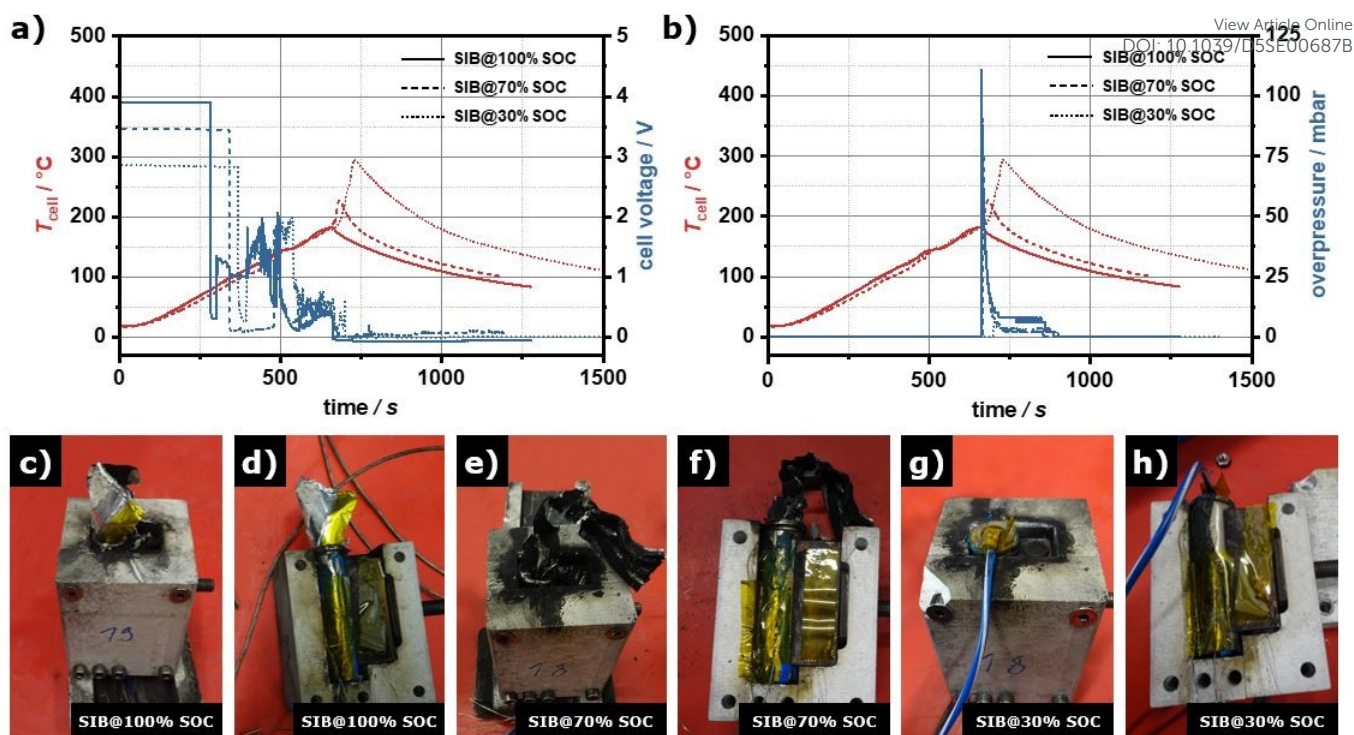 View Article Online
DOI: 10.1039/D5SE00687B
a)
500
400
300
200
100
0
T_cell / °C
SIB@100% SOC
SIB@70% SOC
SIB@30% SOC
5
4
3
2
1
0
cell voltage / V
0
500
1000
1500
time / s
b)
500
400
300
200
100
0
T_cell / °C
SIB@100% SOC
SIB@70% SOC
SIB@30% SOC
125
100
75
50
25
0
overpressure / mbar
0
500
1000
1500
time / s
c)
19
SIB@100% SOC
d)
SIB@100% SOC
e)
18
SIB@70% SOC
f)
SIB@70% SOC
g)
18
SIB@30% SOC
h)
SIB@30% SOC